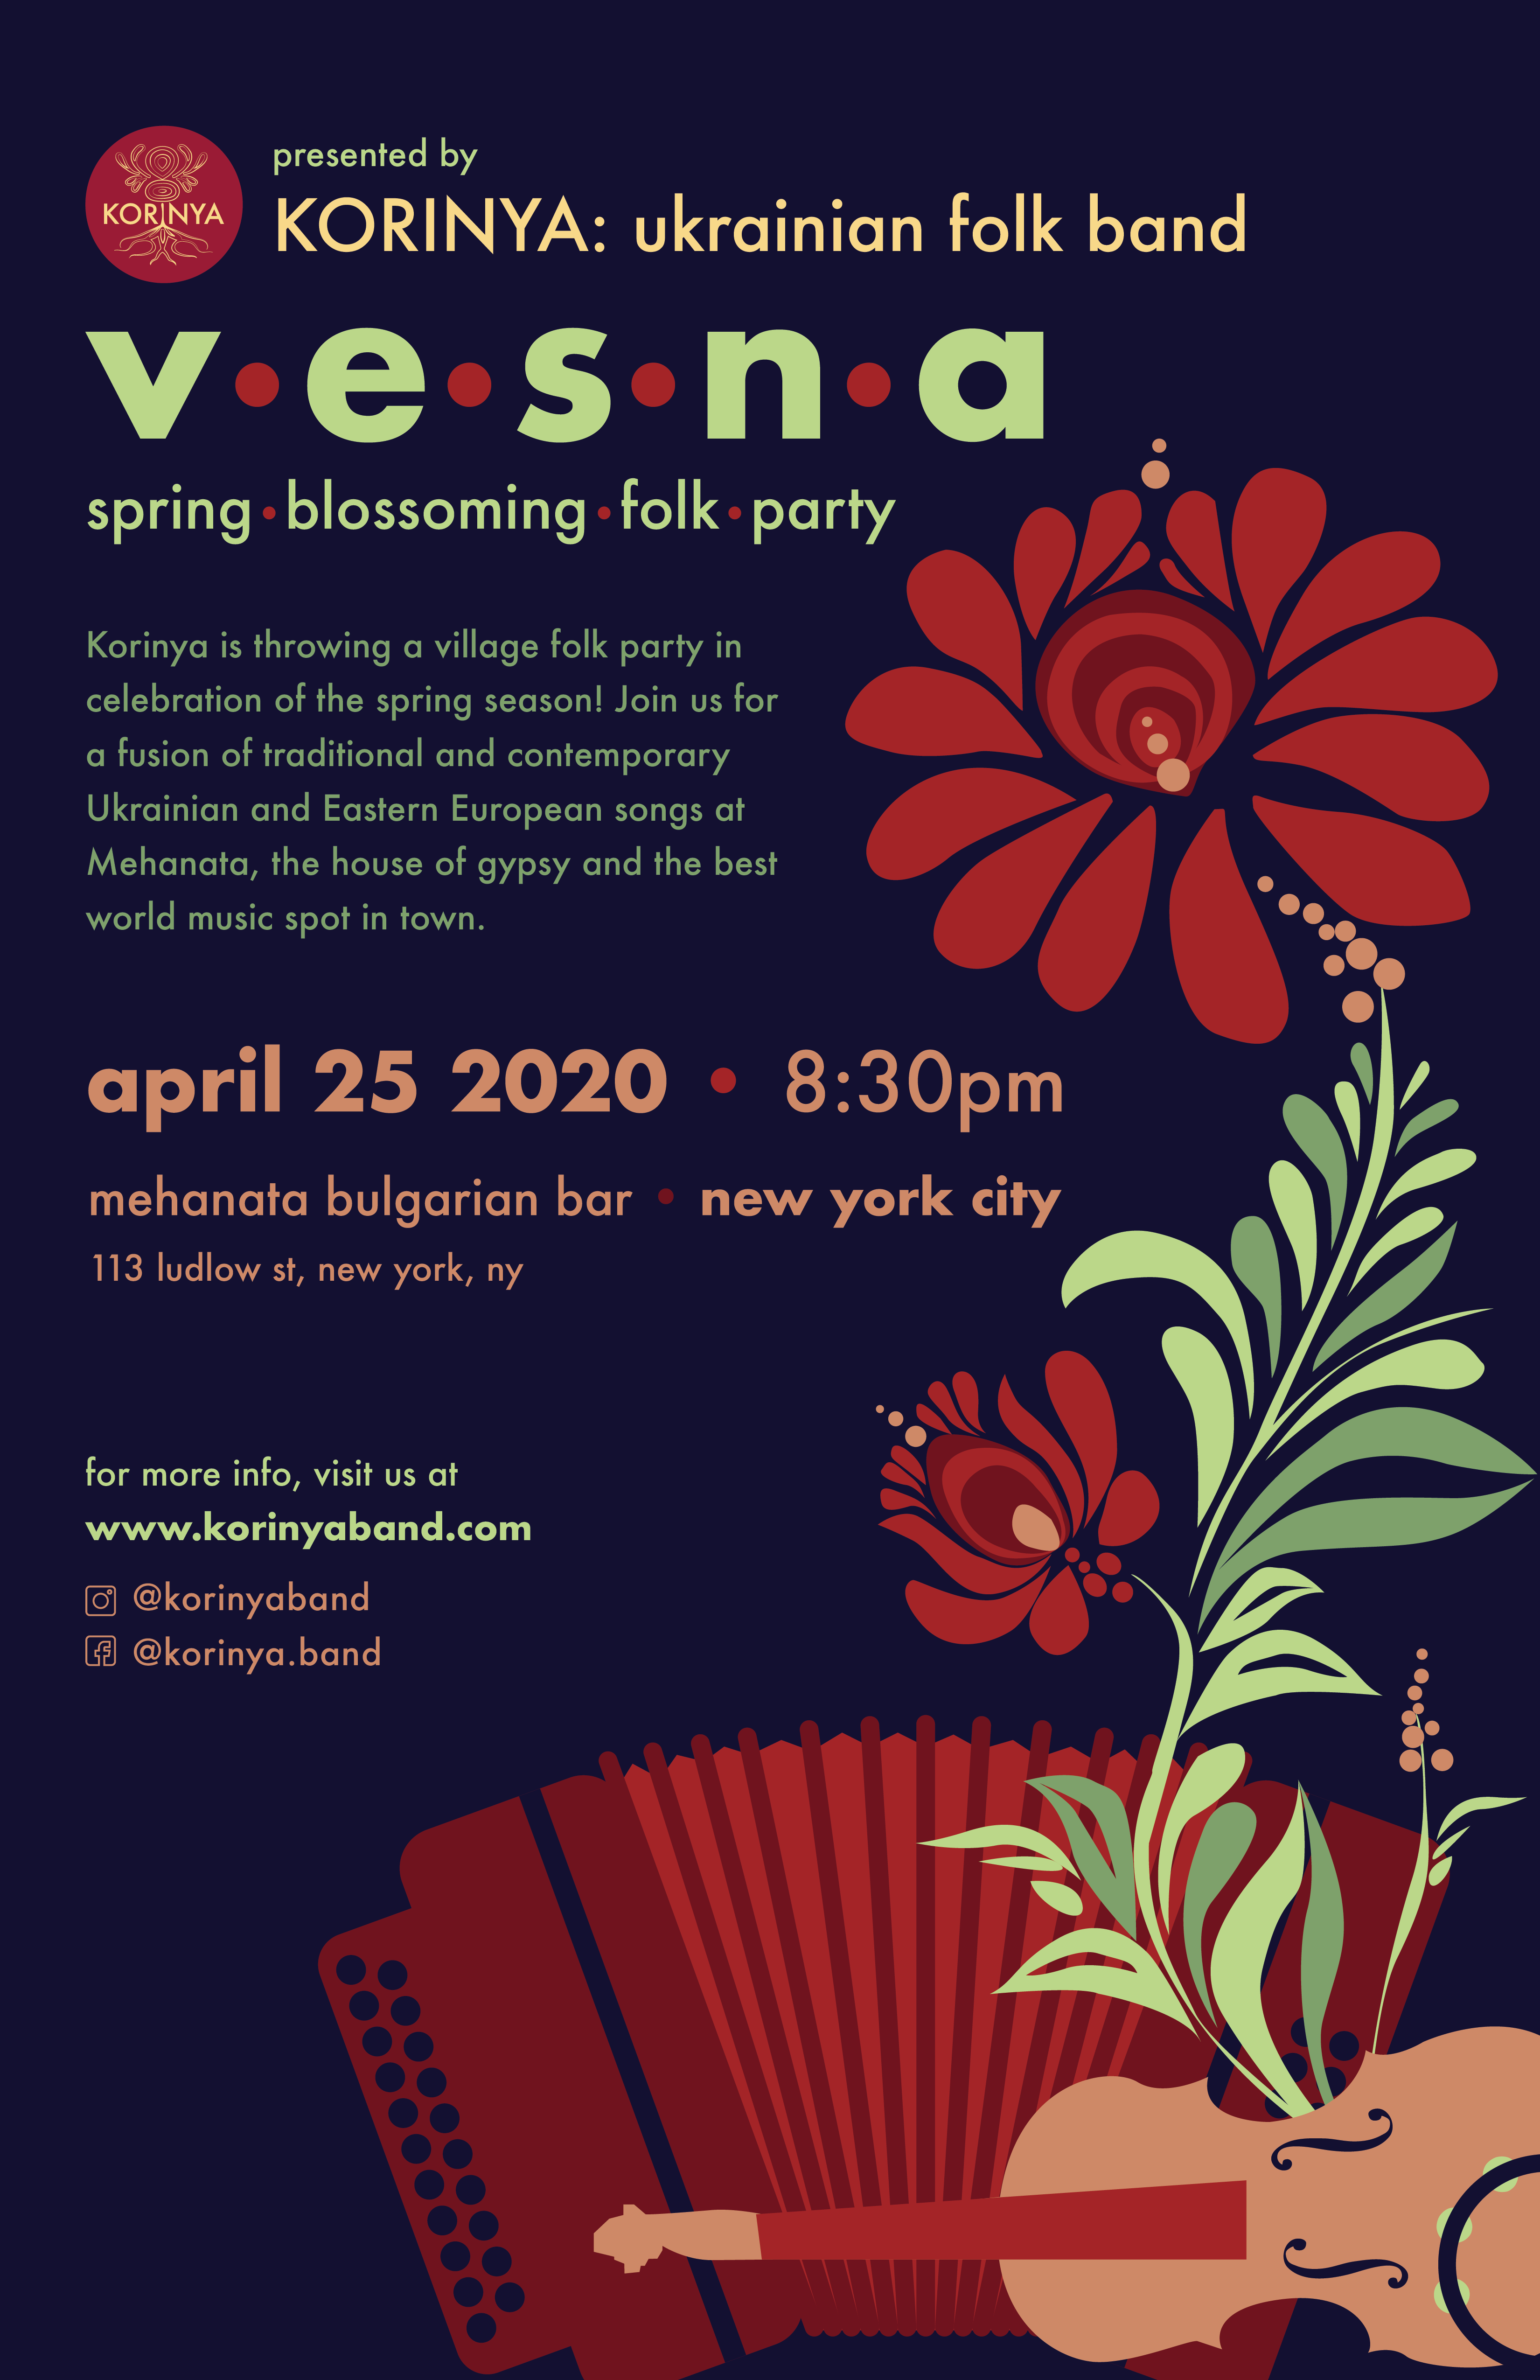 KORINYA
presented by
KORINYA: ukrainian folk band
v•e•s•n•a
spring•blossoming•folk•party
Korinya is throwing a village folk party in
celebration of the spring season! Join us for
a fusion of traditional and contemporary
Ukrainian and Eastern European songs at
Mehanata, the house of gypsy and the best
world music spot in town.
april 25 2020 • 8:30pm
mehanata bulgarian bar • new york city
113 ludlow st, new york, ny
for more info, visit us at
www.korinyaband.com
@korinyaband
@korinya.band